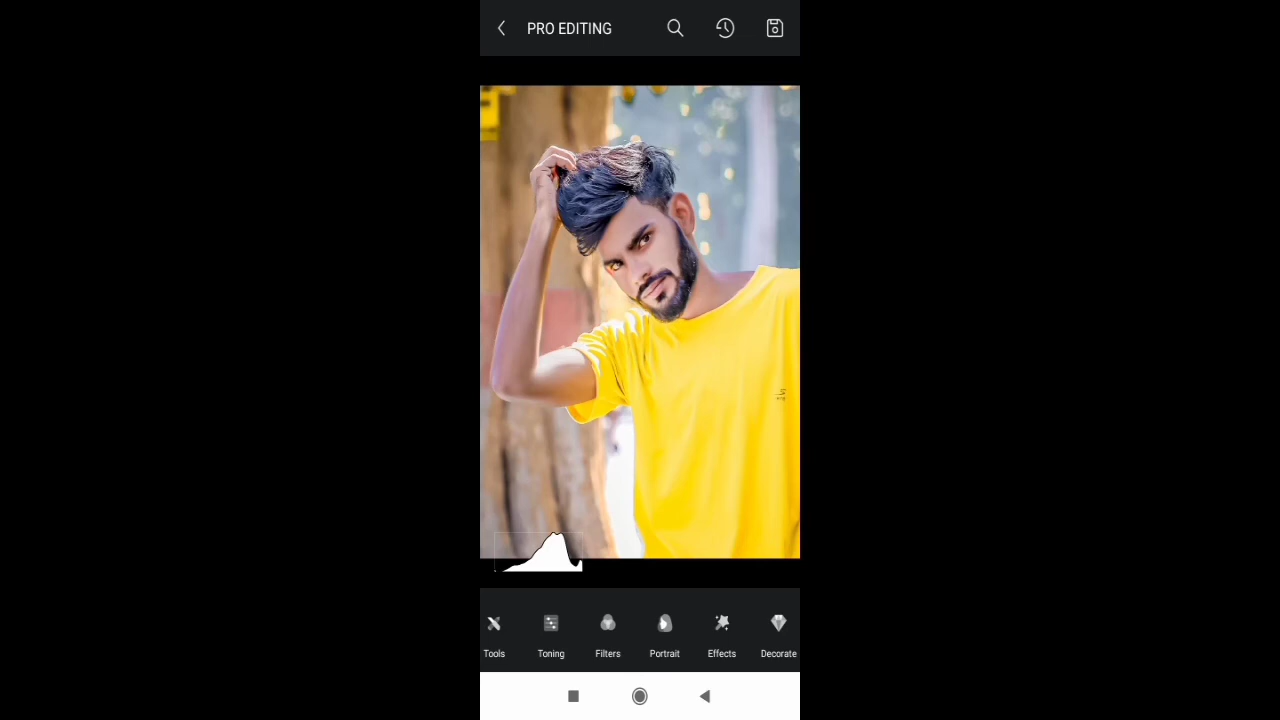 PRO EDITING
Tools
Toning
Filters
Portrait
Effects
Decorate